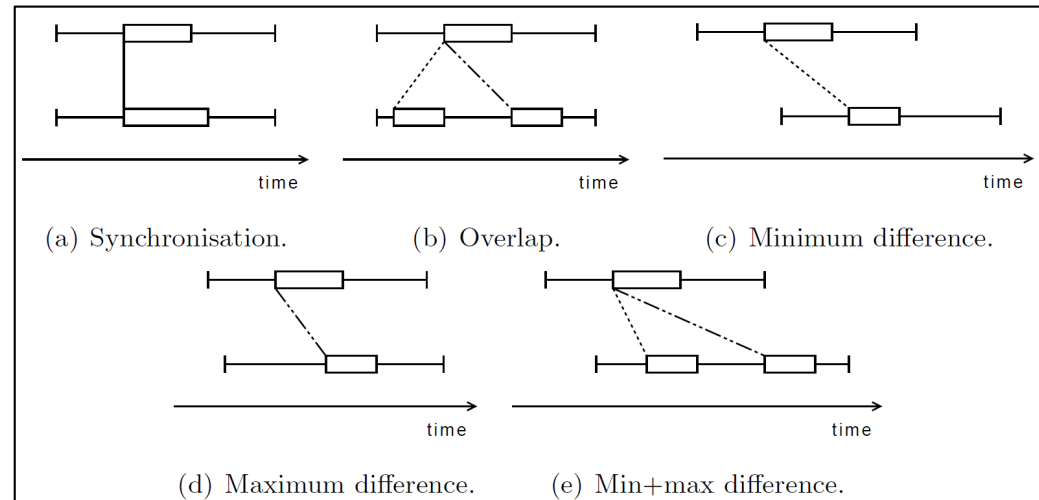 time
time
time
(a) Synchronisation.
(b) Overlap.
(c) Minimum difference.
time
time
(d) Maximum difference.
(e) Min+max difference.